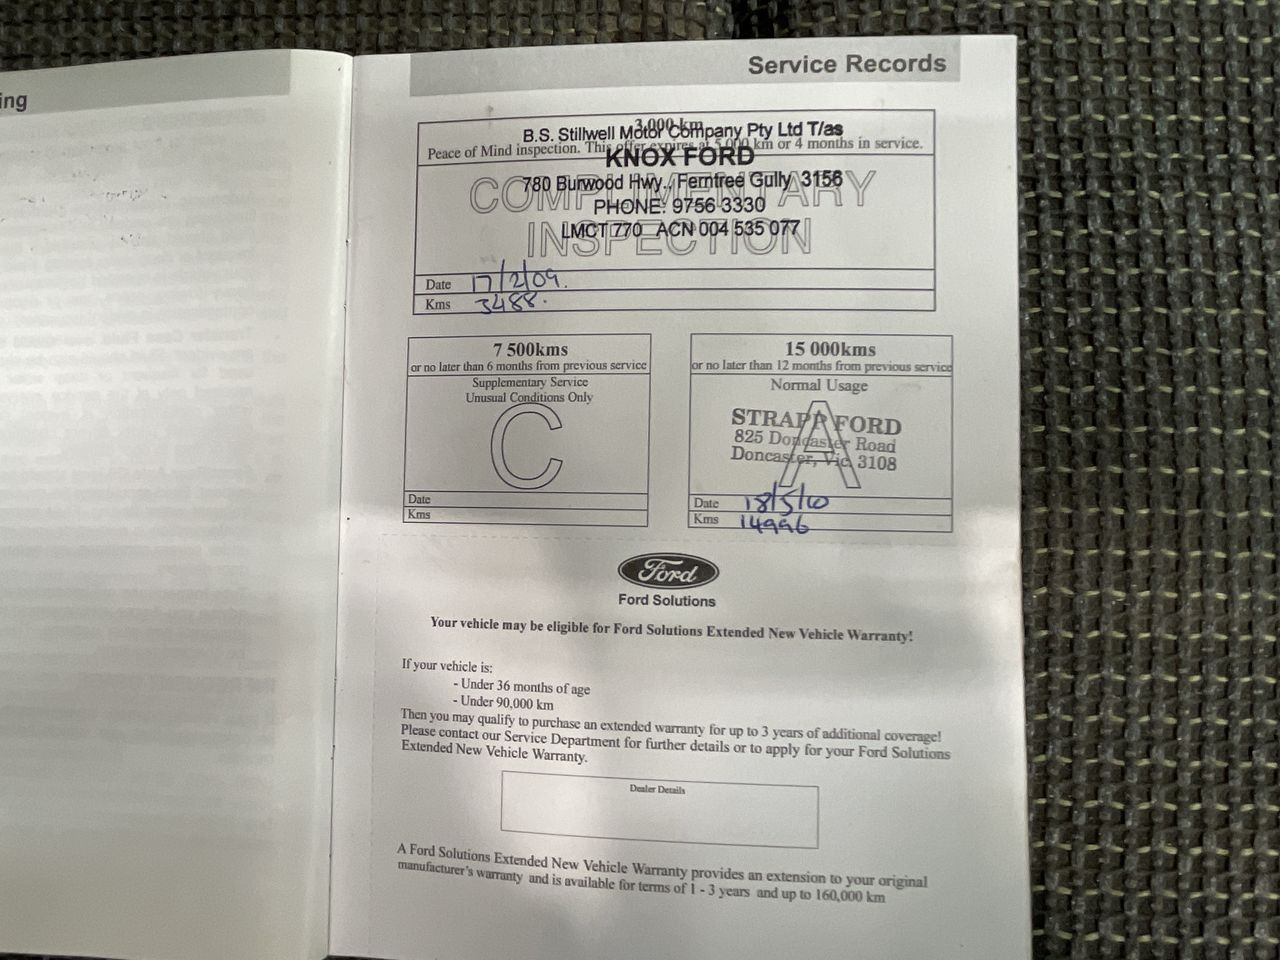 ing
Service Records
3,000 km
Peace of Mind inspection. This offer expires at 5,000 km or 4 months in service.
B.S. Stillwell Motor Company Pty Ltd T/as
KNOX FORD
780 Burwood Hwy., Ferntree Gully 3156
PHONE: 9756 3330
LMCT 770 ACN 004 535 077
COMPLIMENTARY
INSPECTION
Date 17/2/09.
Kms 3488.
7 500kms
or no later than 6 months from previous service
Supplementary Service
Unusual Conditions Only
C
Date
Kms
15 000kms
or no later than 12 months from previous service
Normal Usage
A
STRAPP FORD
825 Doncaster Road
Doncaster, Vic. 3108
Date 18/5/10
Kms 14996
Ford
Ford Solutions
Your vehicle may be eligible for Ford Solutions Extended New Vehicle Warranty!
If your vehicle is:
- Under 36 months of age
- Under 90,000 km
Then you may qualify to purchase an extended warranty for up to 3 years of additional coverage!
Please contact our Service Department for further details or to apply for your Ford Solutions
Extended New Vehicle Warranty.
Dealer Details
A Ford Solutions Extended New Vehicle Warranty provides an extension to your original
manufacturer's warranty and is available for terms of 1 - 3 years and up to 160,000 km